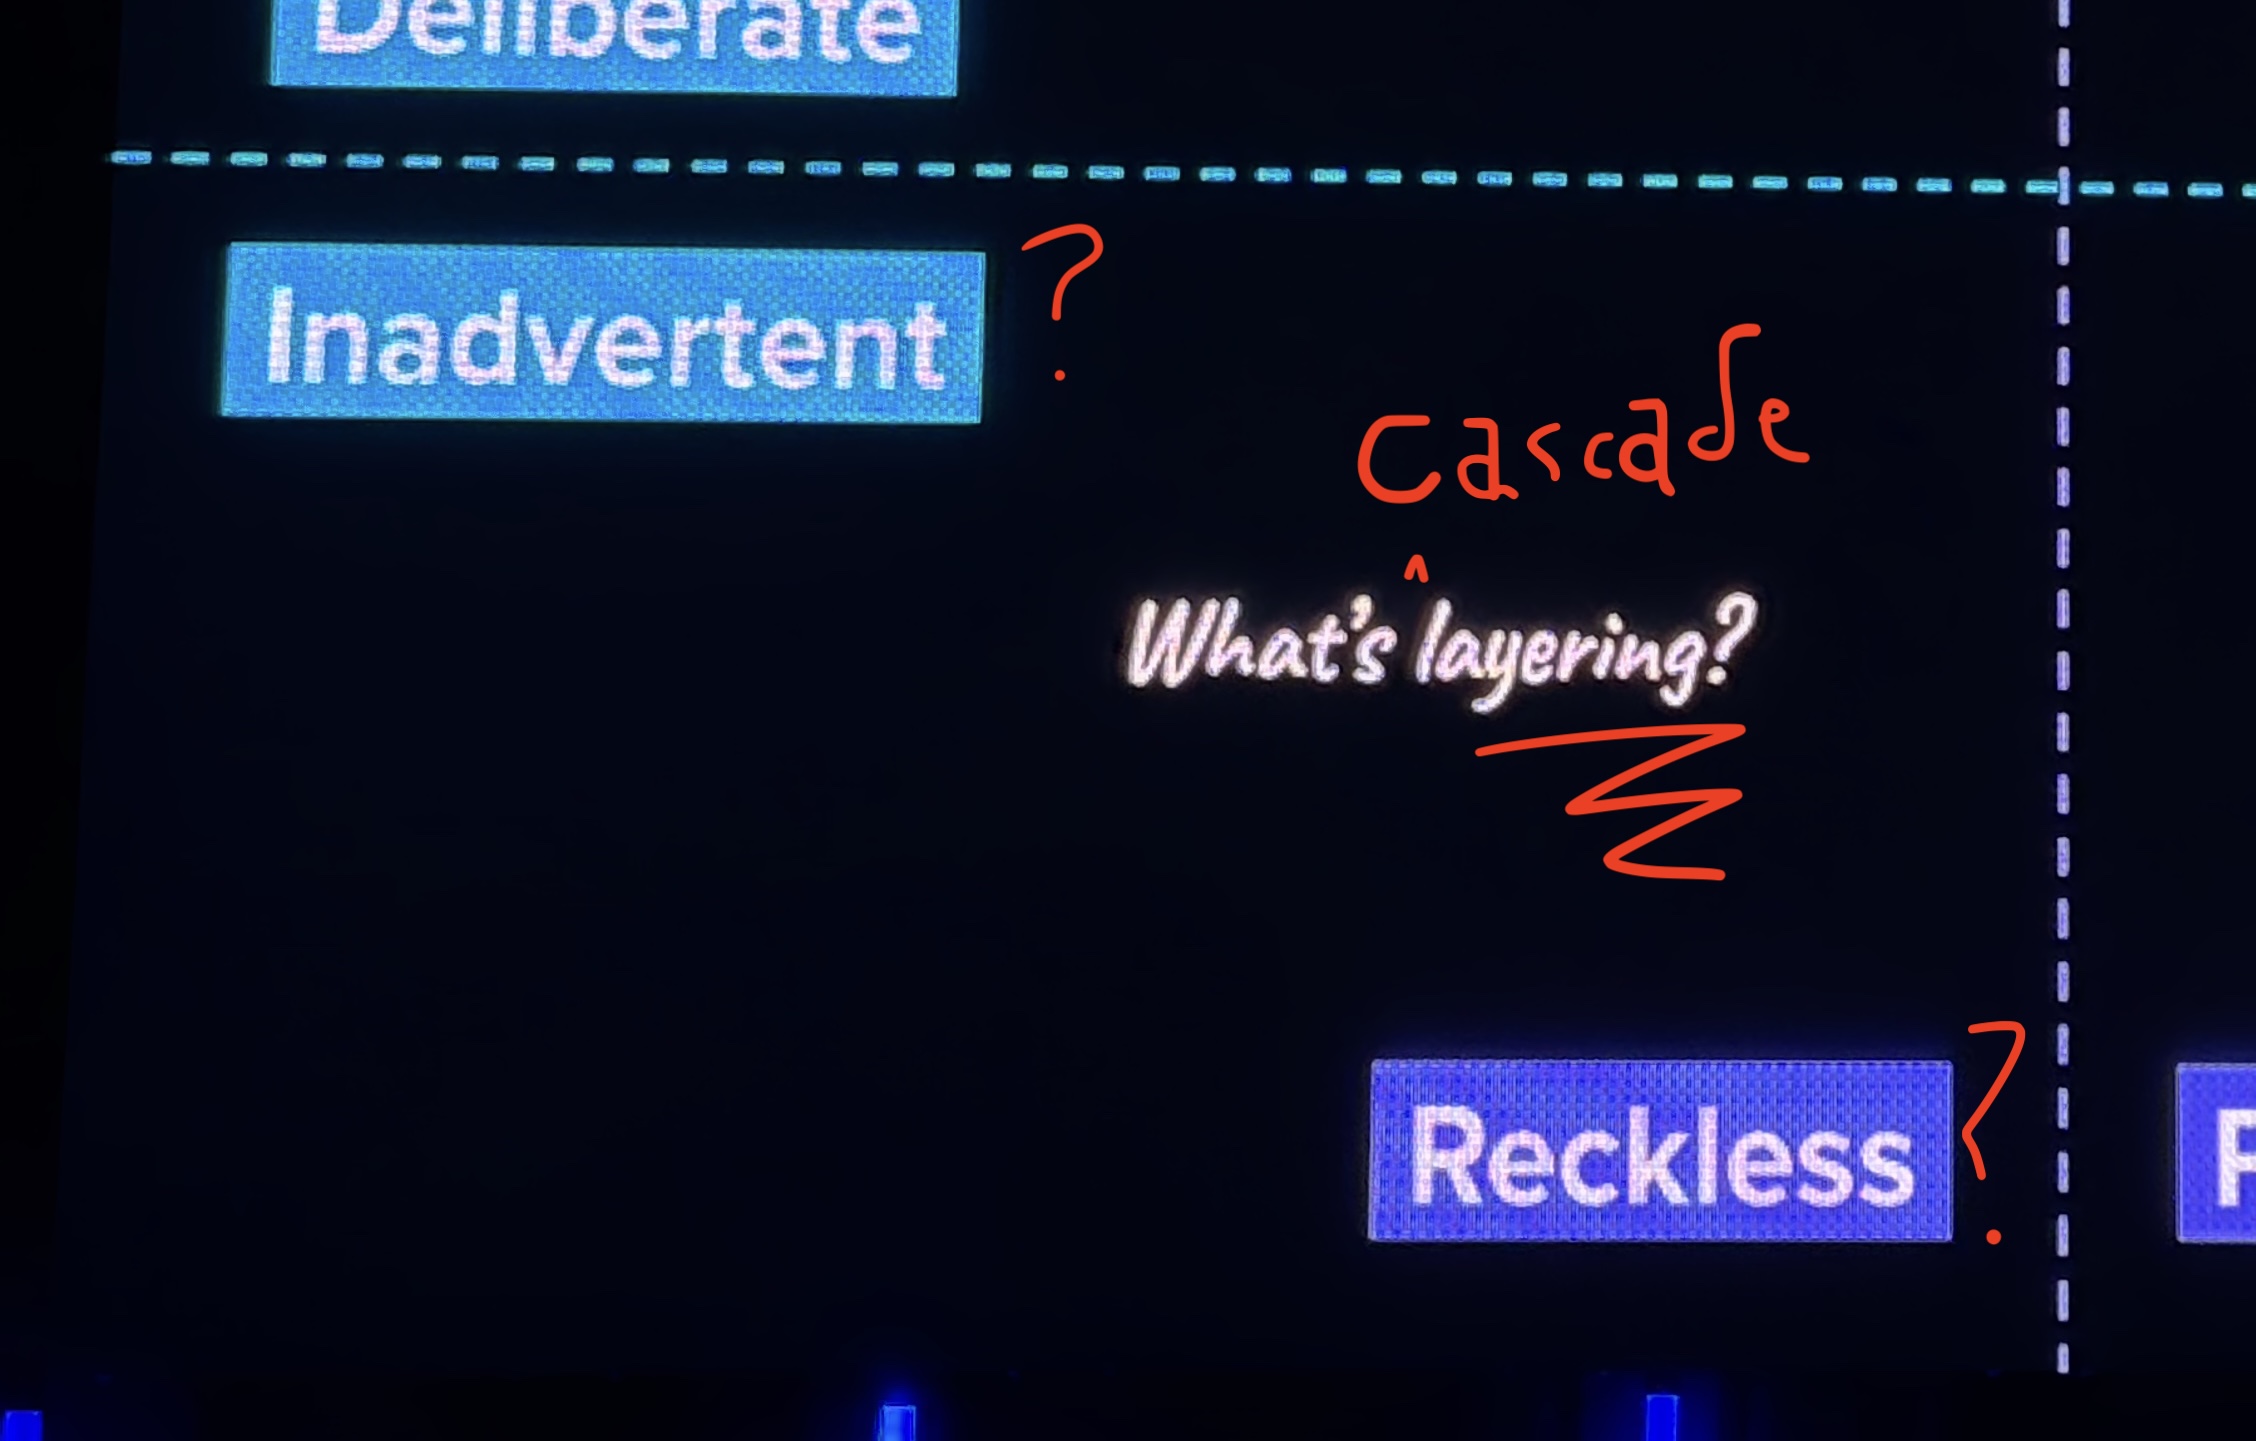 Deliberate
Inadvertent ?
cascade
^
What's layering?
Reckless ?